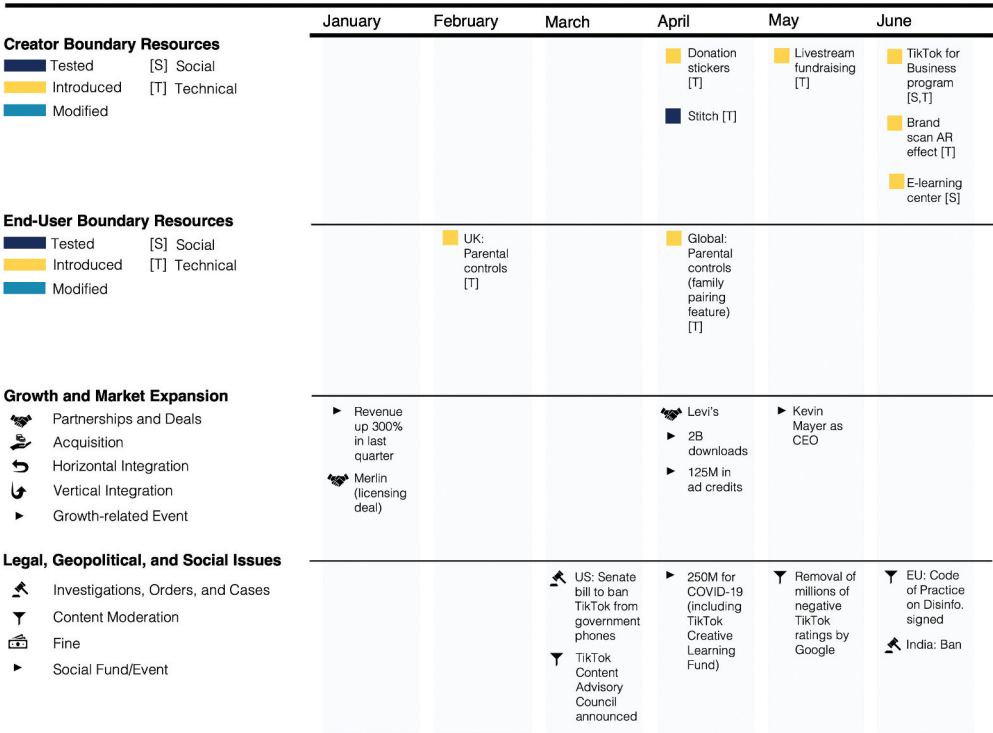 January February March April May June
Creator Boundary Resources
Tested [S] Social
Introduced [T] Technical
Modified
Donation
stickers
[T]
Stitch [T]
Livestream
fundraising
[T]
TikTok for
Business
program
[S,T]
Brand
scan AR
effect [T]
E-learning
center [S]
End-User Boundary Resources
Tested [S] Social
Introduced [T] Technical
Modified
UK:
Parental
controls
[T]
Global:
Parental
controls
(family
pairing
feature)
[T]
Growth and Market Expansion
Partnerships and Deals
Acquisition
Horizontal Integration
Vertical Integration
Growth-related Event
Revenue
up 300%
in last
quarter
Merlin
(licensing
deal)
Levi's
2B
downloads
125M in
ad credits
Kevin
Mayer as
CEO
Legal, Geopolitical, and Social Issues
Investigations, Orders, and Cases
Content Moderation
Fine
Social Fund/Event
US: Senate
bill to ban
TikTok from
government
phones
TikTok
Content
Advisory
Council
announced
250M for
COVID-19
(including
TikTok
Creative
Learning
Fund)
Removal of
millions of
negative
TikTok
ratings by
Google
EU: Code
of Practice
on Disinfo.
signed
India: Ban